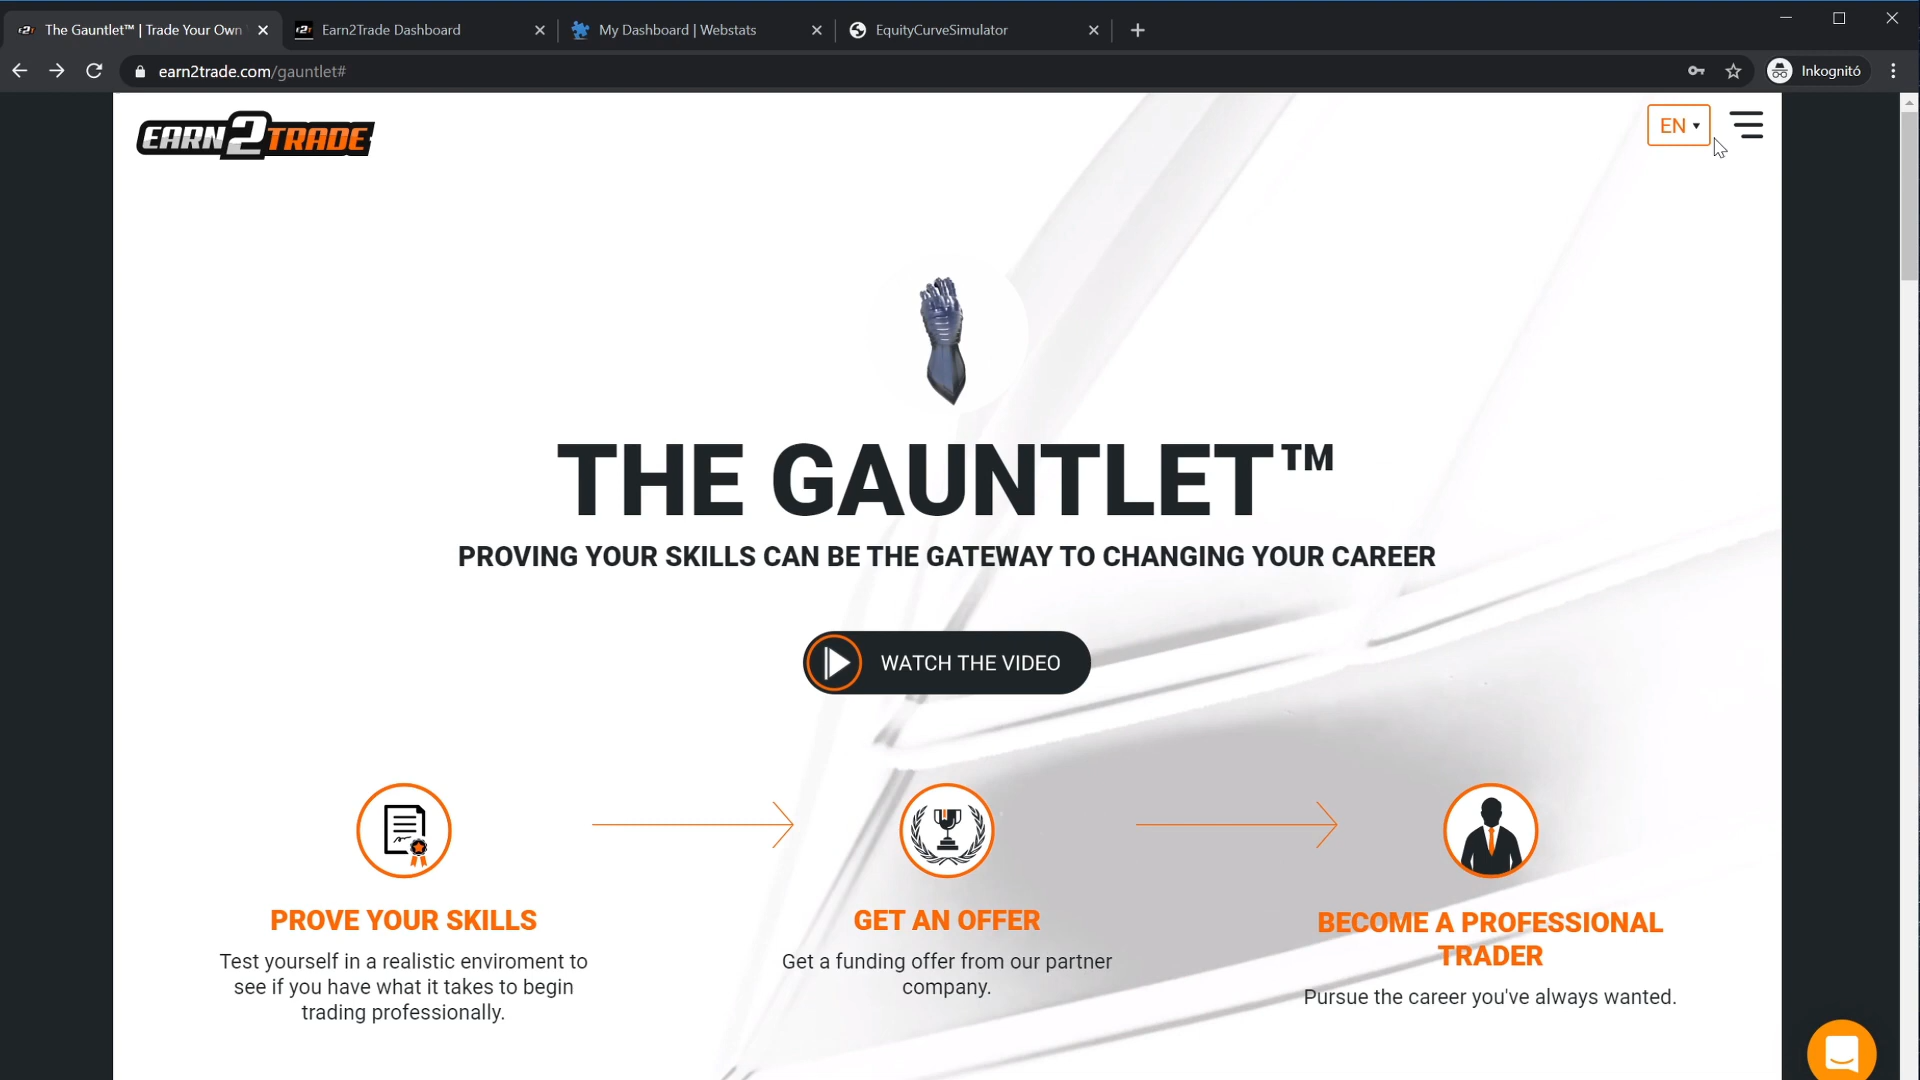 The Gauntlet™ | Trade Your Own
Earn2Trade Dashboard
My Dashboard | Webstats
EquityCurveSimulator
earn2trade.com/gauntlet#
Inkognitó
EARN2TRADE
EN
THE GAUNTLET™
PROVING YOUR SKILLS CAN BE THE GATEWAY TO CHANGING YOUR CAREER
WATCH THE VIDEO
PROVE YOUR SKILLS
Test yourself in a realistic enviroment to
see if you have what it takes to begin
trading professionally.
GET AN OFFER
Get a funding offer from our partner
company.
BECOME A PROFESSIONAL
TRADER
Pursue the career you've always wanted.